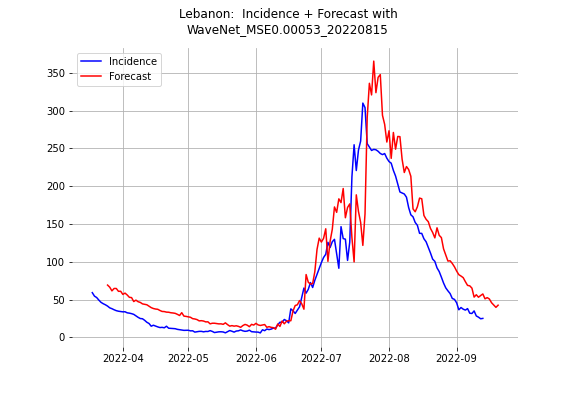 Lebanon:  Incidence + Forecast with
WaveNet_MSE0.00053_20220815
Incidence
Forecast
350
300
250
200
150
100
50
0
2022-04 2022-05 2022-06 2022-07 2022-08 2022-09